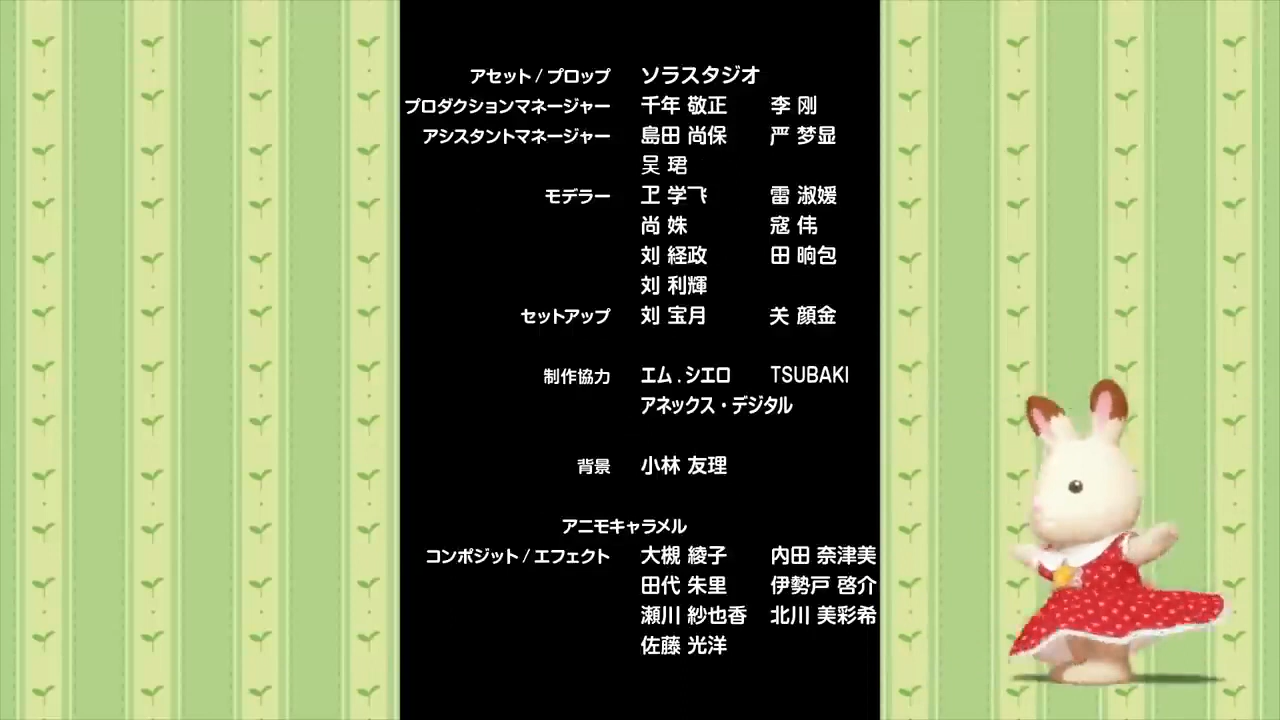 アセット / プロップ ソラスタジオ
プロダクションマネージャー 千年 敬正 李 刚
アシスタントマネージャー 島田 尚保 严 梦显
吴 珺
モデラー 卫 学飞 雷 淑媛
尚 姝 寇 伟
刘 経政 田 晌包
刘 利輝
セットアップ 刘 宝月 关 顔金
制作協力 エム . シエロ TSUBAKI
アネックス・デジタル
背景 小林 友理
アニモキャラメル
コンポジット / エフェクト 大槻 綾子 内田 奈津美
田代 朱里 伊勢戸 啓介
瀬川 紗也香 北川 美彩希
佐藤 光洋